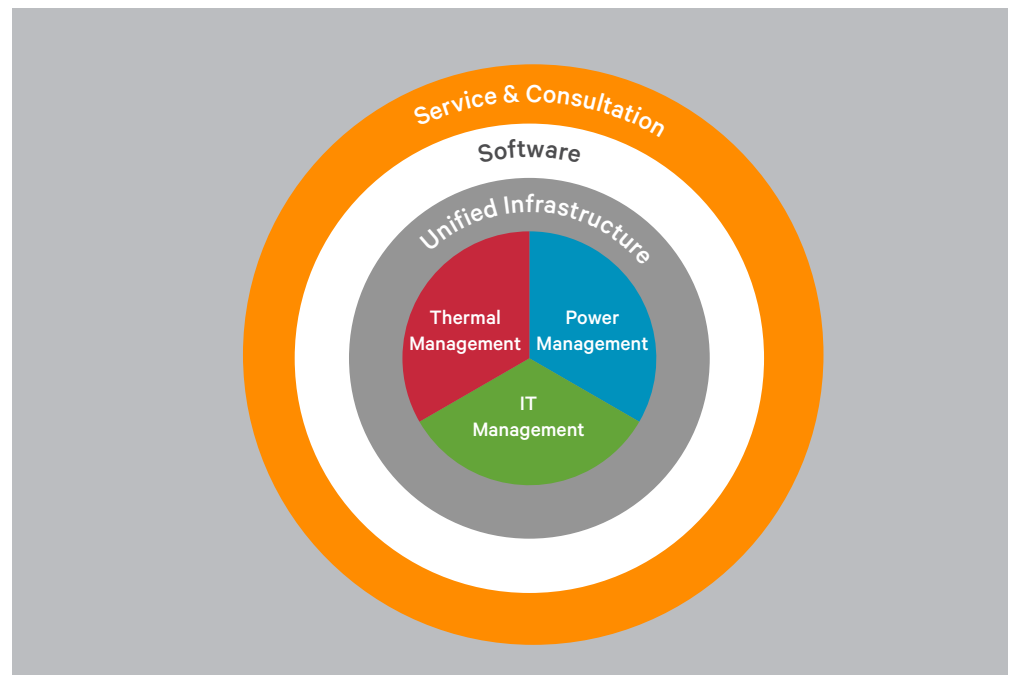 Service & Consultation
Software
Unified Infrastructure
Thermal
Management
Power
Management
IT
Management